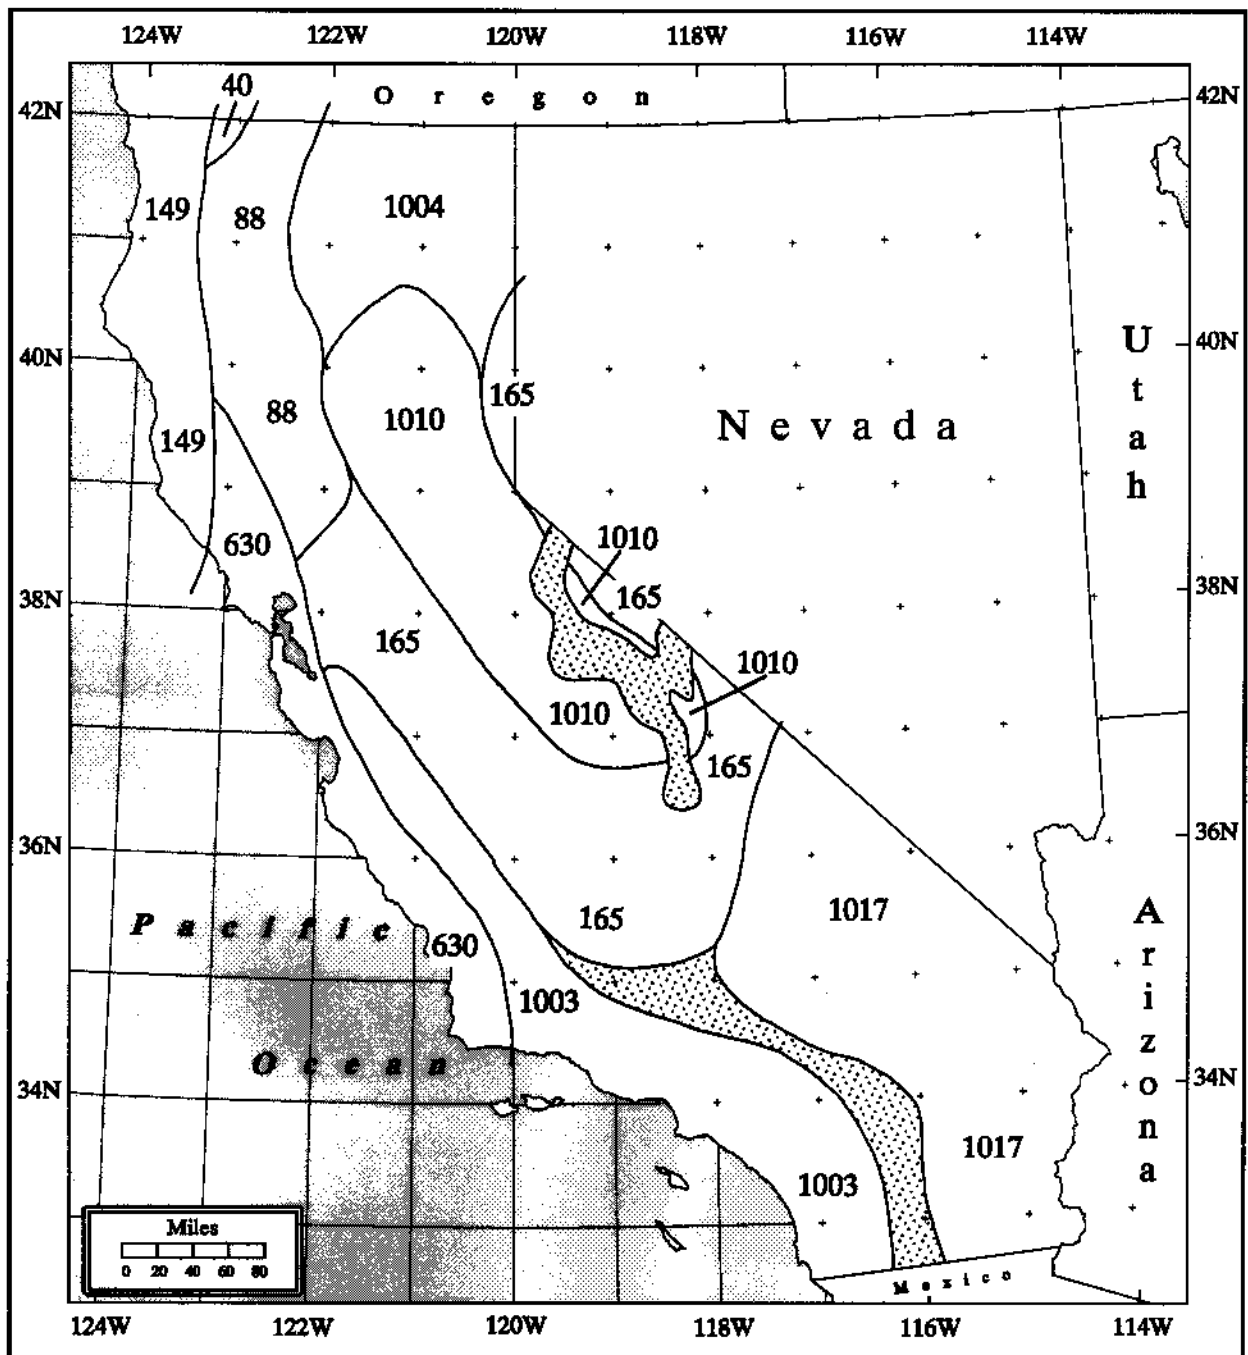 124W 122W 120W 118W 116W 114W
40
Oregon
42N 42N
149 88 1004
Utah
40N 40N
165
88 1010
Nevada
149
1010
630
38N 165 38N
165
1010
1010
165
36N 36N
1017
Arizona
165
Pacific
630
1003
Ocean
34N 34N
1017
1003
Miles
0 20 40 60 80
Mexico
124W 122W 120W 118W 116W 114W